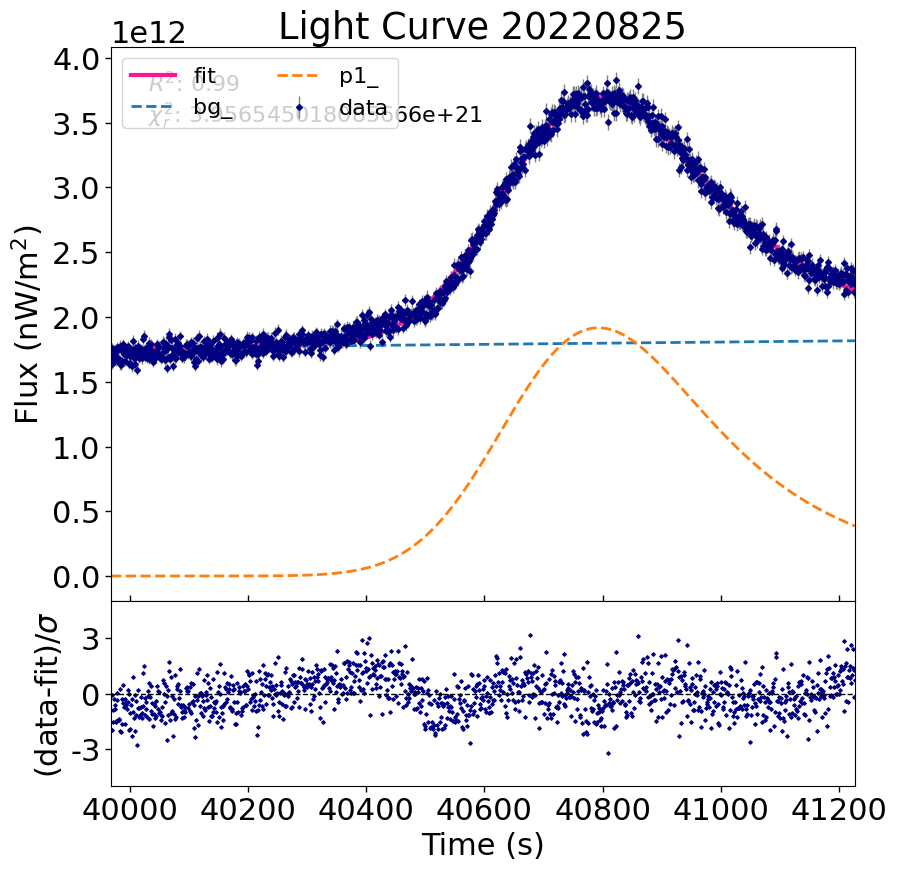 Light Curve 20220825
1e12
fit
bg_
p1_
data
R²: 0.99
66e+21
Flux (nW/m²)
4.0
3.5
3.0
2.5
2.0
1.5
1.0
0.5
0.0
(data-fit)/σ
3
0
-3
40000 40200 40400 40600 40800 41000 41200
Time (s)